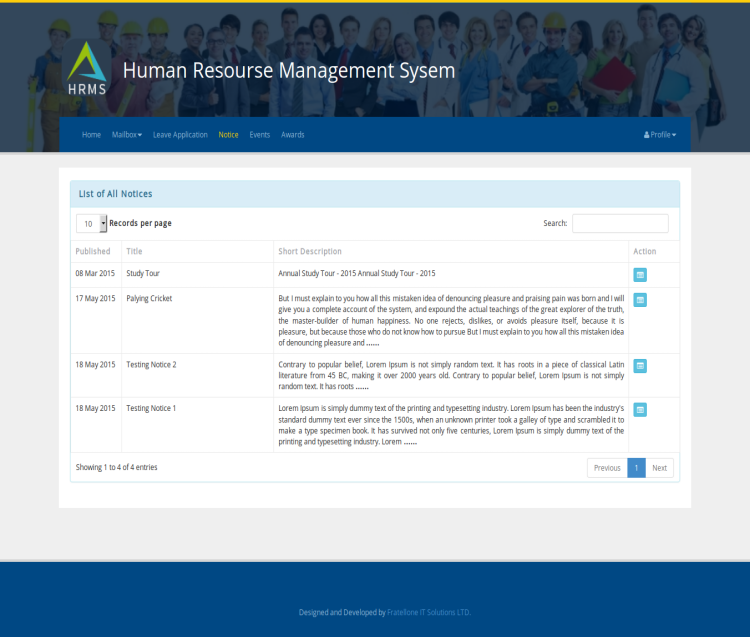 HRMS
Human Resourse Management Sysem
Home Mailbox Leave Application Notice Events Awards Profile
List of All Notices
10 Records per page Search:
Published Title Short Description Action
08 Mar 2015 Study Tour Annual Study Tour - 2015 Annual Study Tour - 2015
17 May 2015 Palying Cricket But I must explain to you how all this mistaken idea of denouncing pleasure and praising pain was born and I will
give you a complete account of the system, and expound the actual teachings of the great explorer of the truth,
the master-builder of human happiness. No one rejects, dislikes, or avoids pleasure itself, because it is
pleasure, but because those who do not know how to pursue But I must explain to you how all this mistaken idea
of denouncing pleasure and ......
18 May 2015 Testing Notice 2 Contrary to popular belief, Lorem Ipsum is not simply random text. It has roots in a piece of classical Latin
literature from 45 BC, making it over 2000 years old. Contrary to popular belief, Lorem Ipsum is not simply
random text. It has roots ......
18 May 2015 Testing Notice 1 Lorem Ipsum is simply dummy text of the printing and typesetting industry. Lorem Ipsum has been the industry's
standard dummy text ever since the 1500s, when an unknown printer took a galley of type and scrambled it to
make a type specimen book. It has survived not only five centuries, Lorem Ipsum is simply dummy text of the
printing and typesetting industry. Lorem ......
Showing 1 to 4 of 4 entries Previous 1 Next
Designed and Developed by Fratellone IT Solutions LTD.